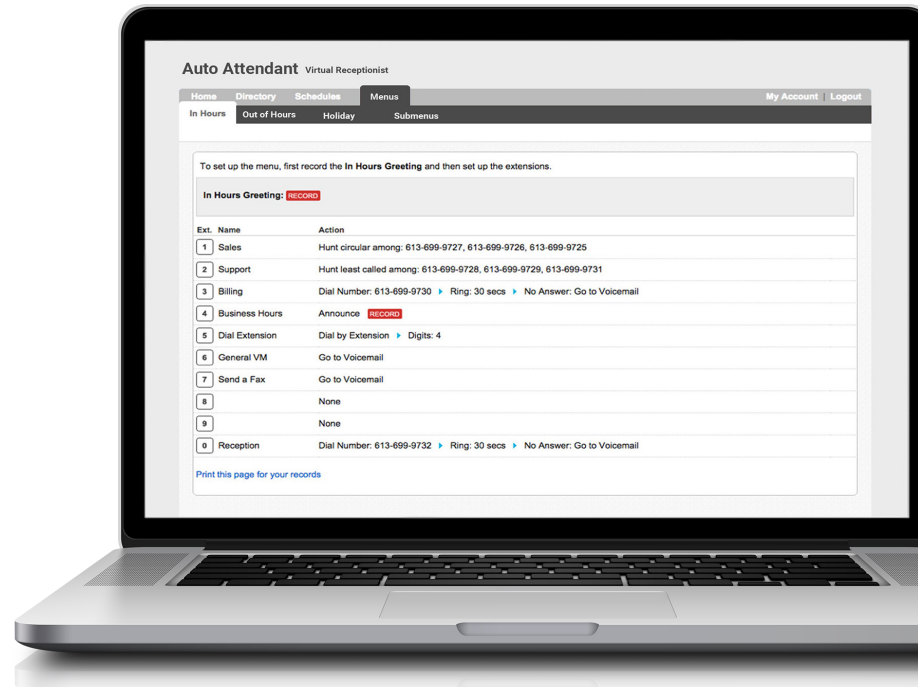 Auto Attendant Virtual Receptionist
Home Directory Schedules Menus My Account | Logout
In Hours Out of Hours Holiday Submenus
To set up the menu, first record the In Hours Greeting and then set up the extensions.
In Hours Greeting: RECORD
Ext. Name Action
1 Sales Hunt circular among: 613-699-9727, 613-699-9726, 613-699-9725
2 Support Hunt least called among: 613-699-9728, 613-699-9729, 613-699-9731
3 Billing Dial Number: 613-699-9730 ▸ Ring: 30 secs ▸ No Answer: Go to Voicemail
4 Business Hours Announce RECORD
5 Dial Extension Dial by Extension ▸ Digits: 4
6 General VM Go to Voicemail
7 Send a Fax Go to Voicemail
8 None
9 None
0 Reception Dial Number: 613-699-9732 ▸ Ring: 30 secs ▸ No Answer: Go to Voicemail
Print this page for your records